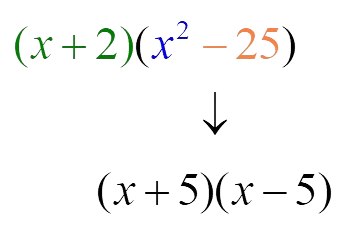 (x + 2)(x² − 25)
↓
(x + 5)(x − 5)